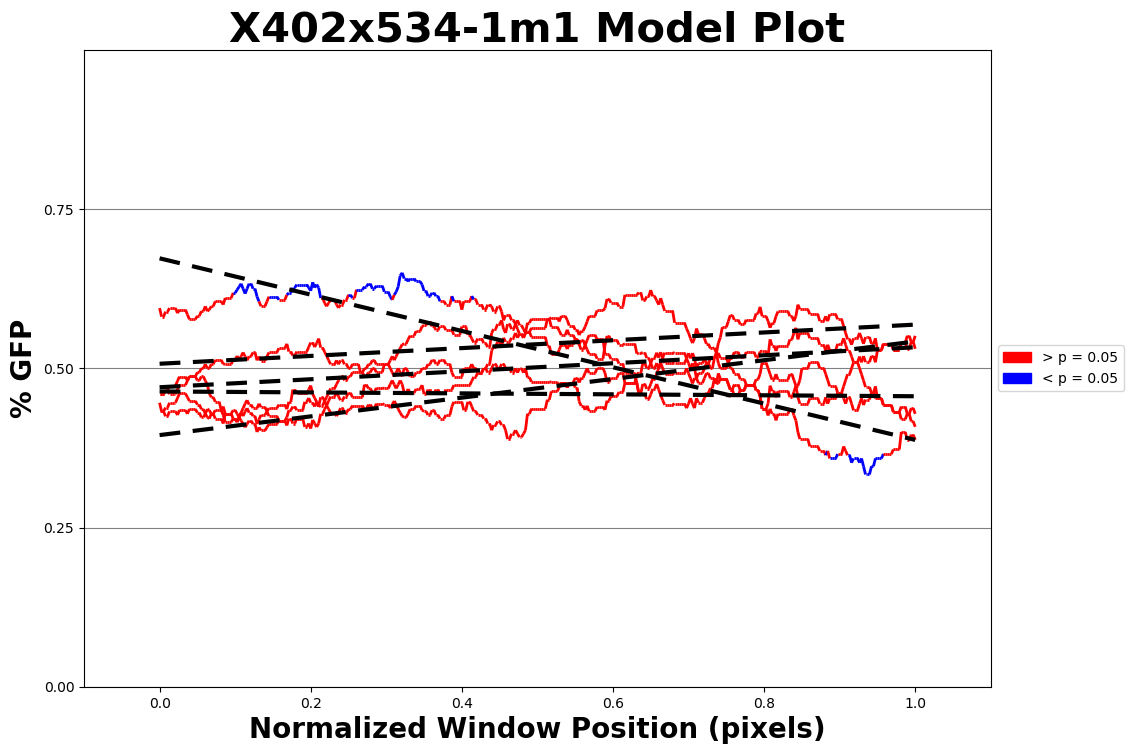 X402x534-1m1 Model Plot
% GFP
0.75
0.50
0.25
0.00
0.0 0.2 0.4 0.6 0.8 1.0
Normalized Window Position (pixels)
> p = 0.05
< p = 0.05